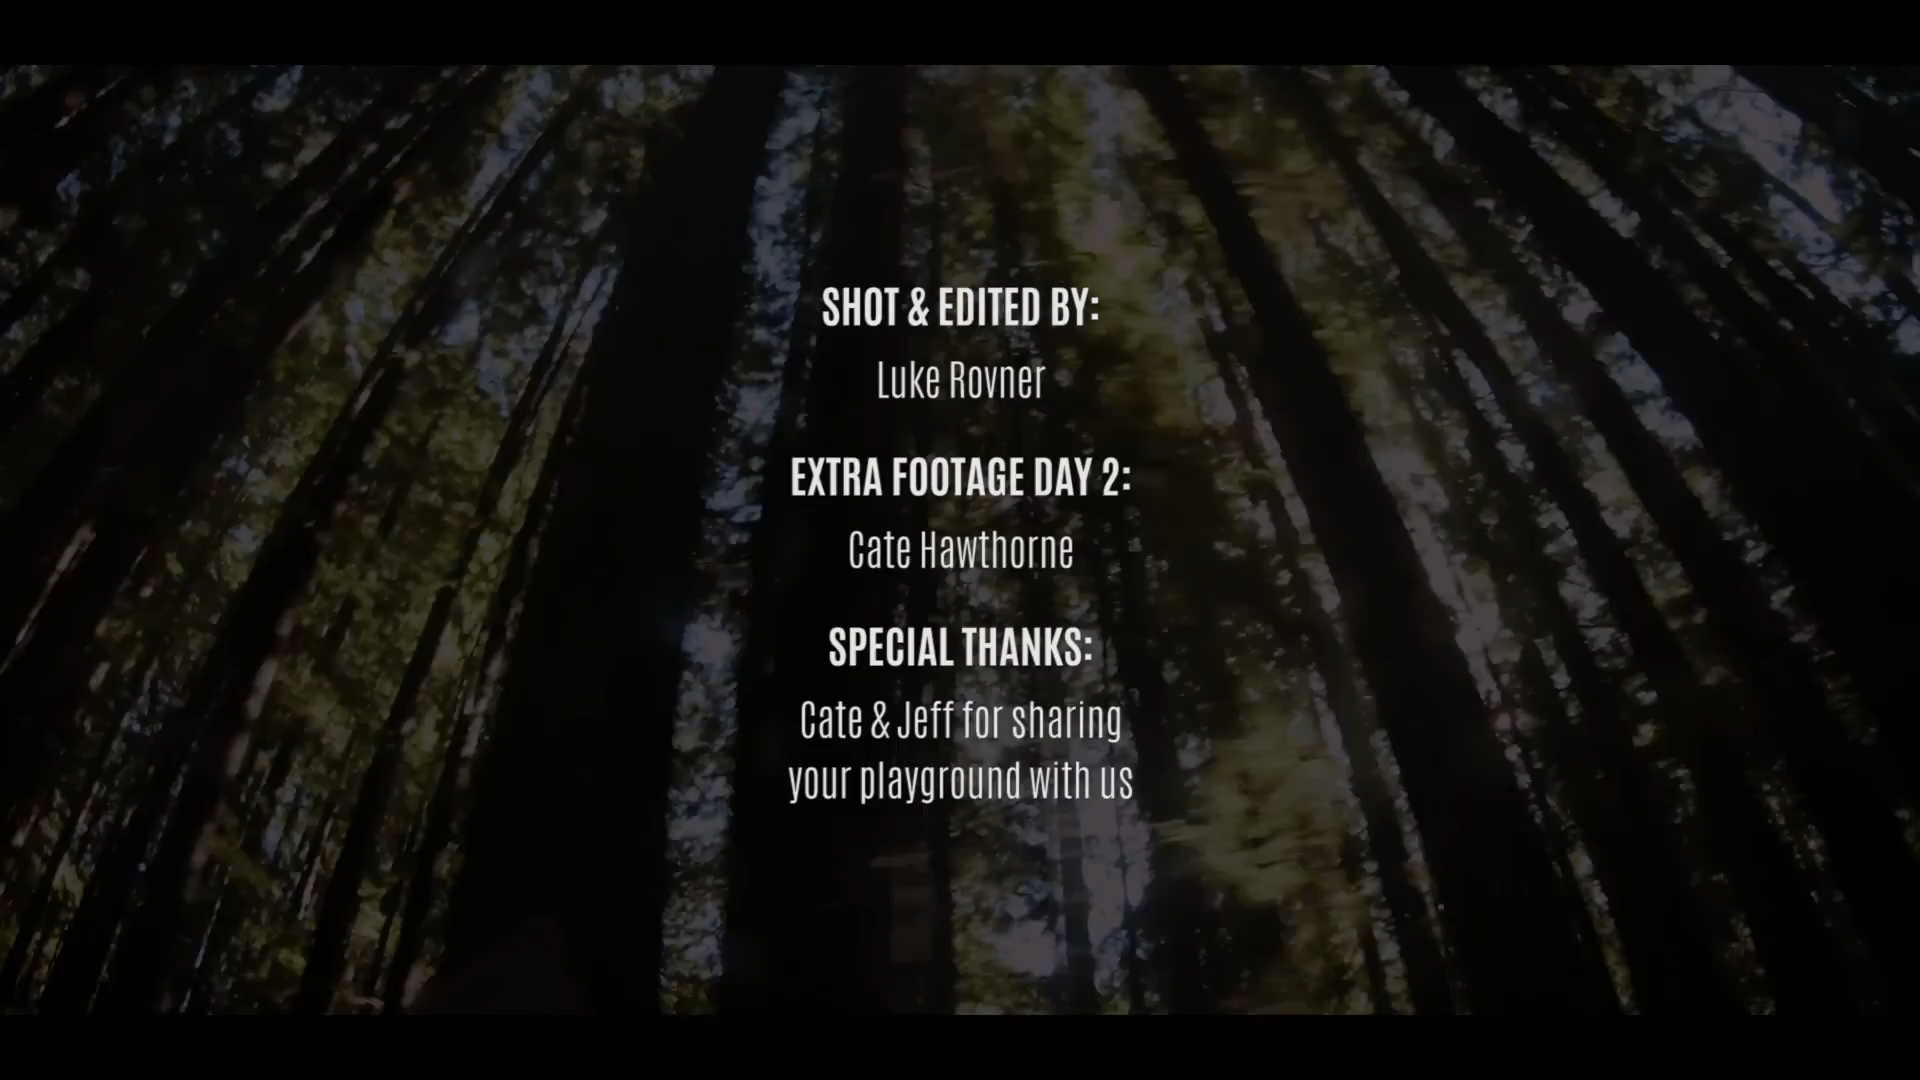 SHOT & EDITED BY:
Luke Rovner
EXTRA FOOTAGE DAY 2:
Cate Hawthorne
SPECIAL THANKS:
Cate & Jeff for sharing
your playground with us